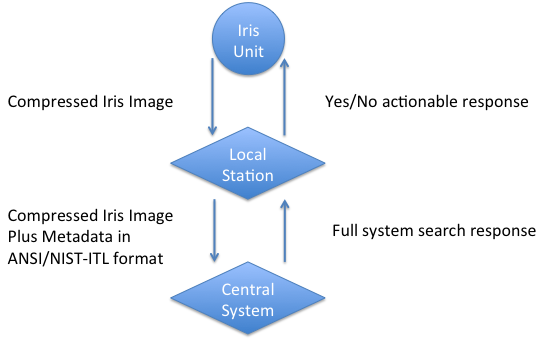 Iris
Unit
Compressed Iris Image
Yes/No actionable response
Local
Station
Compressed Iris Image
Plus Metadata in
ANSI/NIST-ITL format
Full system search response
Central
System